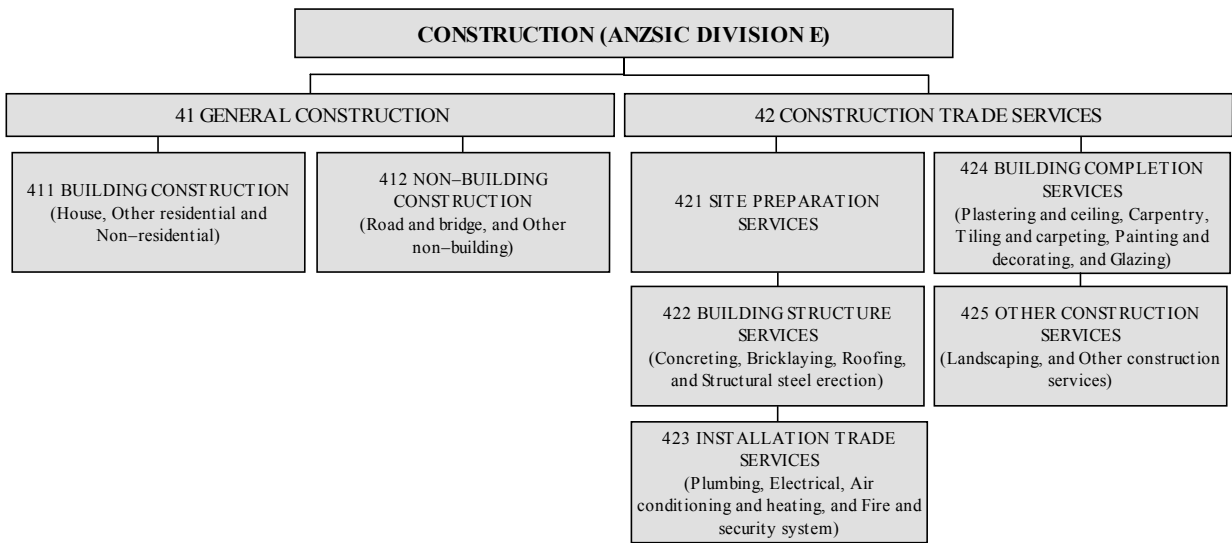 CONSTRUCTION (ANZSIC DIVISION E)
41 GENERAL CONSTRUCTION
42 CONSTRUCTION TRADE SERVICES
411 BUILDING CONSTRUCTION
(House, Other residential and
Non–residential)
412 NON–BUILDING
CONSTRUCTION
(Road and bridge, and Other
non–building)
421 SITE PREPARATION
SERVICES
424 BUILDING COMPLETION
SERVICES
(Plastering and ceiling, Carpentry,
Tiling and carpeting, Painting and
decorating, and Glazing)
422 BUILDING STRUCTURE
SERVICES
(Concreting, Bricklaying, Roofing,
and Structural steel erection)
425 OTHER CONSTRUCTION
SERVICES
(Landscaping, and Other construction
services)
423 INSTALLATION TRADE
SERVICES
(Plumbing, Electrical, Air
conditioning and heating, and Fire and
security system)